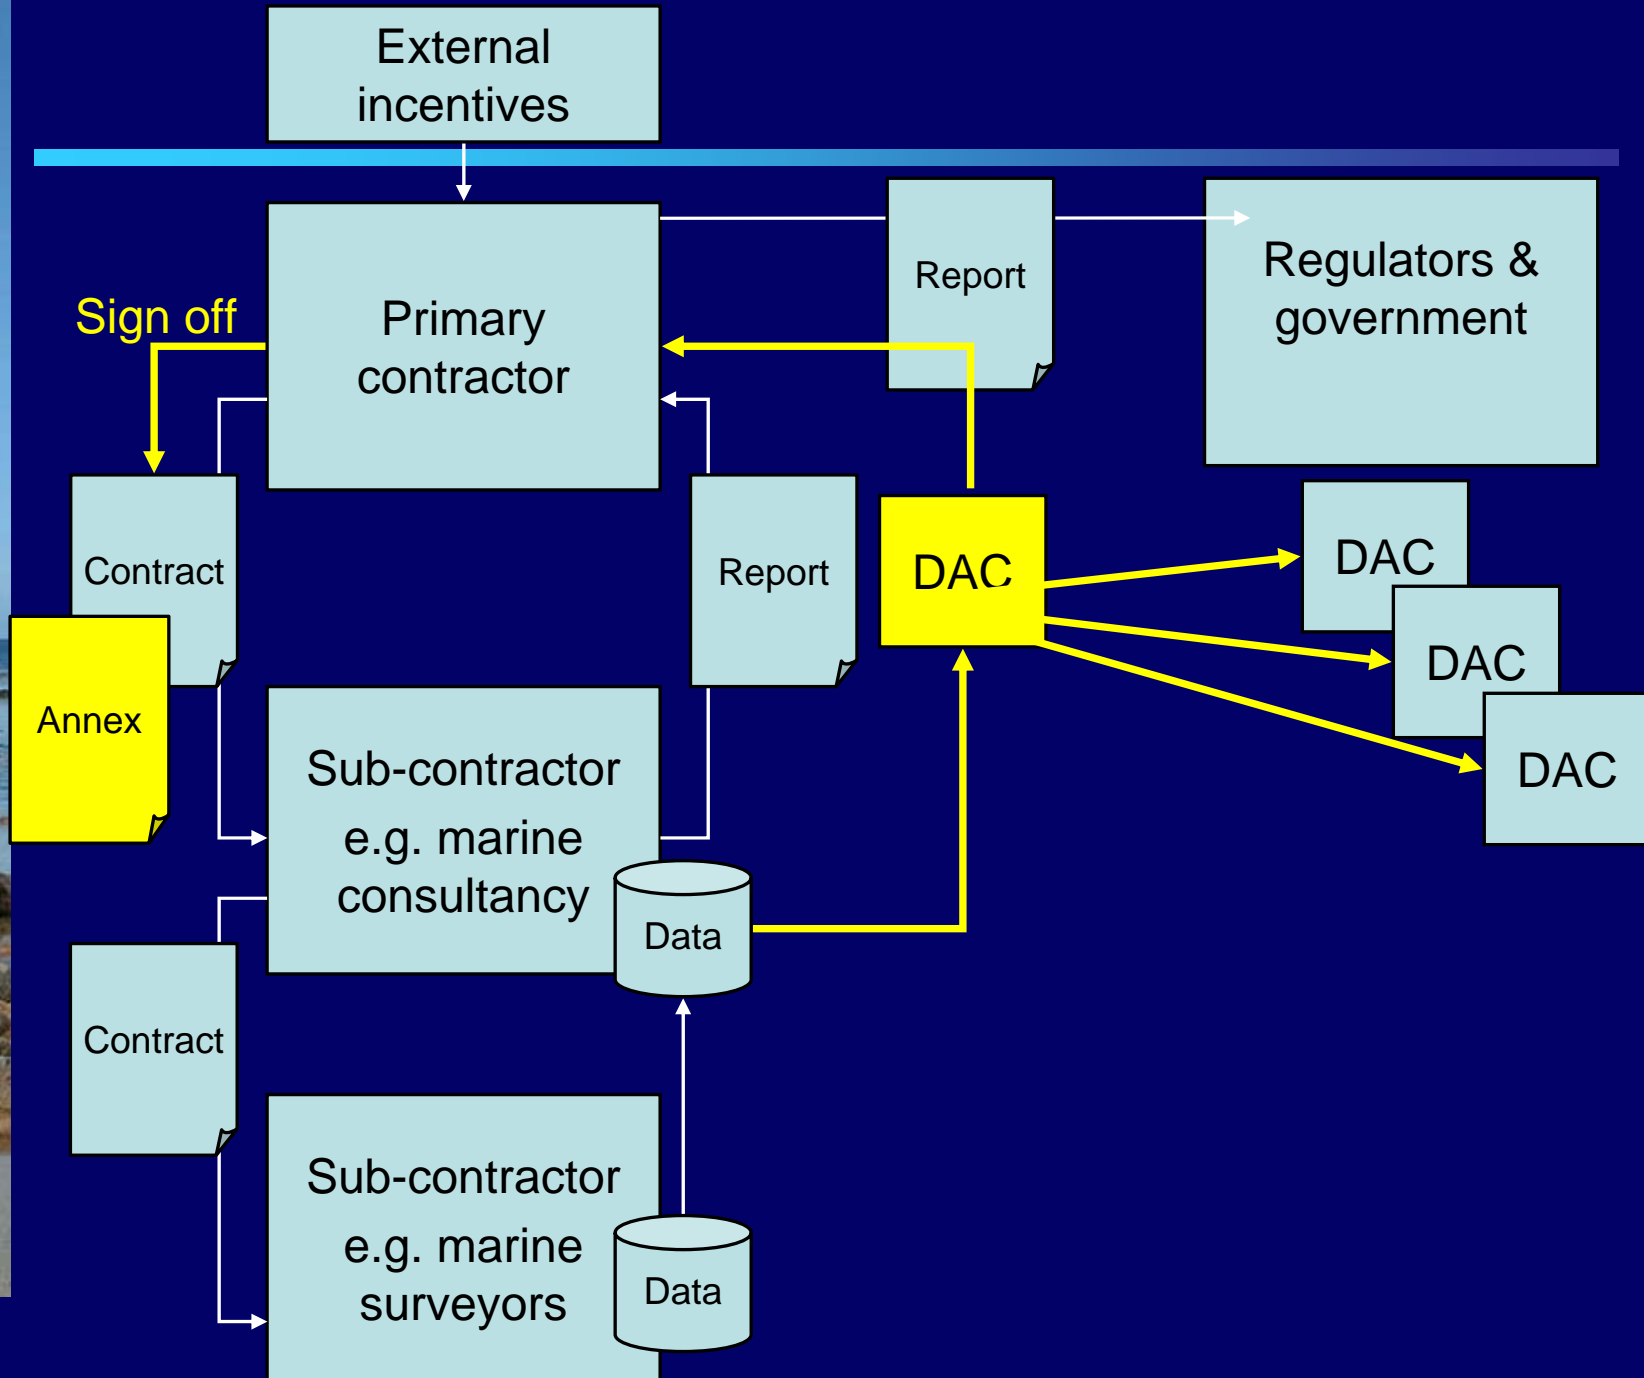 External
incentives
Primary
contractor
Report
Regulators &
government
Sign off
Contract
Annex
Report
DAC
DAC
DAC
DAC
Sub-contractor
e.g. marine
consultancy
Data
Contract
Sub-contractor
e.g. marine
surveyors
Data